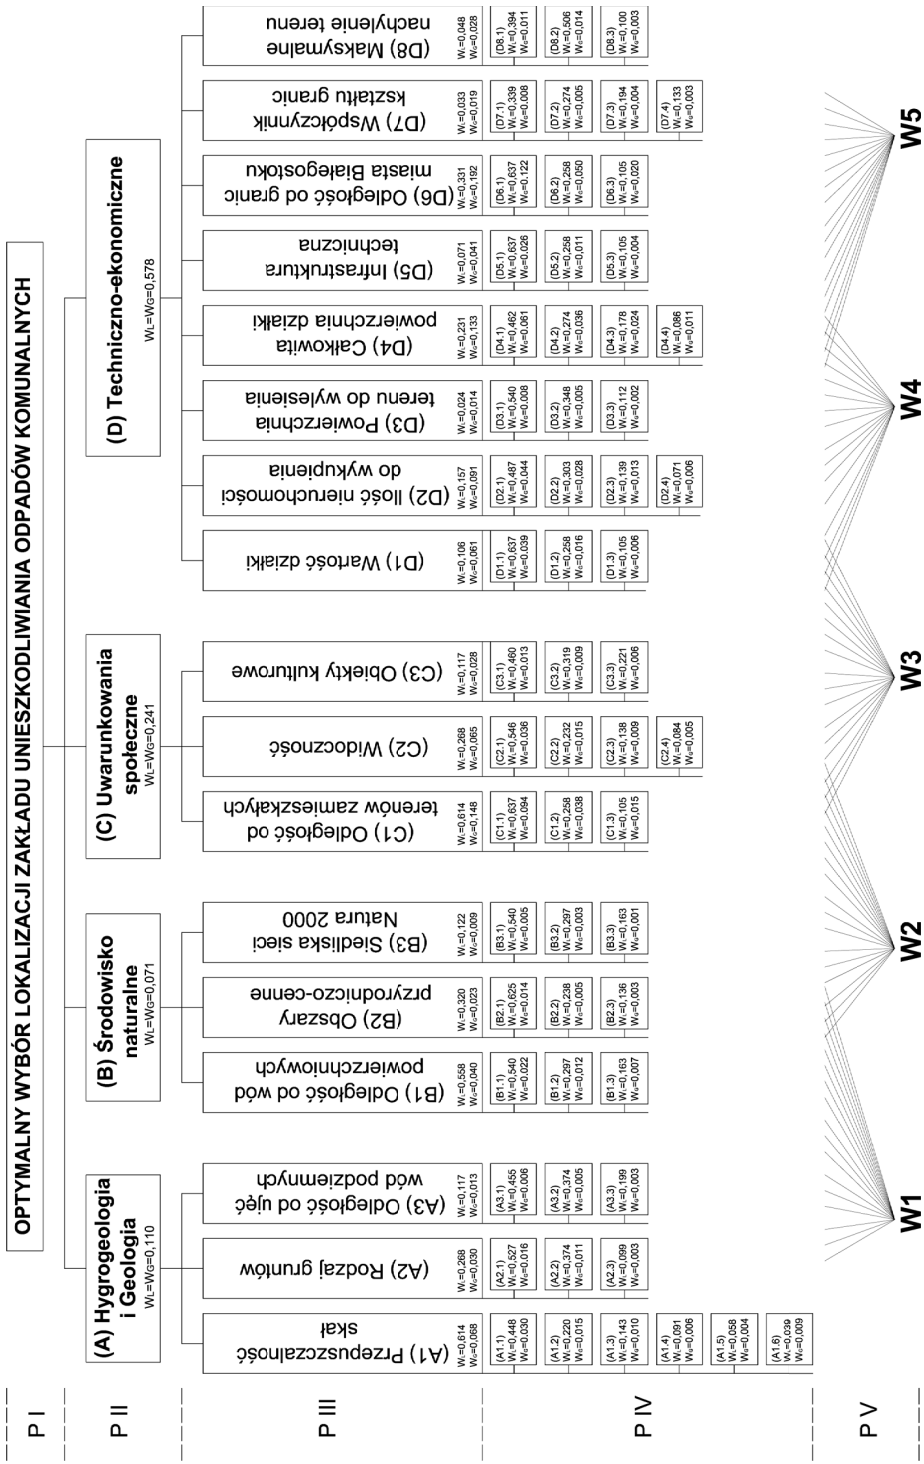 P I
OPTYMALNY WYBÓR LOKALIZACJI ZAKŁADU UNIESZKODLIWIANIA ODPADÓW KOMUNALNYCH
P II
(A) Hygrogeologia
i Geologia
WL=WG=0,110
(B) Środowisko
naturalne
WL=WG=0,071
(C) Uwarunkowania
społeczne
WL=WG=0,241
(D) Techniczno-ekonomiczne
WL=WG=0,578
P III
(A1) Przepuszczalność
skał
WL=0,614
WG=0,068
(A2) Rodzaj gruntów
WL=0,268
WG=0,030
(A3) Odległość od ujęć
wód podziemnych
WL=0,117
WG=0,013
(B1) Odległość od wód
powierzchniowych
WL=0,558
WG=0,040
(B2) Obszary
przyrodniczo-cenne
WL=0,320
WG=0,023
(B3) Siedliska sieci
Natura 2000
WL=0,122
WG=0,009
(C1) Odległość od
terenów zamieszkałych
WL=0,614
WG=0,148
(C2) Widoczność
WL=0,268
WG=0,065
(C3) Obiekty kulturowe
WL=0,117
WG=0,028
(D1) Wartość działki
WL=0,106
WG=0,061
(D2) Ilość nieruchomości
do wykupienia
WL=0,157
WG=0,091
(D3) Powierzchnia
terenu do wylesienia
WL=0,024
WG=0,014
(D4) Całkowita
powierzchnia działki
WL=0,231
WG=0,133
(D5) Infrastruktura
techniczna
WL=0,071
WG=0,041
(D6) Odległość od granic
miasta Białegostoku
WL=0,331
WG=0,192
(D7) Współczynnik
kształtu granic
WL=0,033
WG=0,019
(D8) Maksymalne
nachylenie terenu
WL=0,048
WG=0,028
P IV
(A1.1)
WL=0,448
WG=0,030
(A1.2)
WL=0,220
WG=0,015
(A1.3)
WL=0,143
WG=0,010
(A1.4)
WL=0,091
WG=0,006
(A1.5)
WL=0,058
WG=0,004
(A1.6)
WL=0,039
WG=0,009
(A2.1)
WL=0,527
WG=0,016
(A2.2)
WL=0,374
WG=0,011
(A2.3)
WL=0,099
WG=0,003
(A3.1)
WL=0,455
WG=0,006
(A3.2)
WL=0,374
WG=0,005
(A3.3)
WL=0,199
WG=0,003
(B1.1)
WL=0,540
WG=0,022
(B1.2)
WL=0,297
WG=0,012
(B1.3)
WL=0,163
WG=0,007
(B2.1)
WL=0,625
WG=0,014
(B2.2)
WL=0,238
WG=0,005
(B2.3)
WL=0,136
WG=0,003
(B3.1)
WL=0,540
WG=0,005
(B3.2)
WL=0,297
WG=0,003
(B3.3)
WL=0,163
WG=0,001
(C1.1)
WL=0,637
WG=0,094
(C1.2)
WL=0,258
WG=0,038
(C1.3)
WL=0,105
WG=0,015
(C2.1)
WL=0,546
WG=0,036
(C2.2)
WL=0,232
WG=0,015
(C2.3)
WL=0,138
WG=0,009
(C2.4)
WL=0,084
WG=0,005
(C3.1)
WL=0,460
WG=0,013
(C3.2)
WL=0,319
WG=0,009
(C3.3)
WL=0,221
WG=0,006
(D1.1)
WL=0,637
WG=0,039
(D1.2)
WL=0,258
WG=0,016
(D1.3)
WL=0,105
WG=0,006
(D2.1)
WL=0,487
WG=0,044
(D2.2)
WL=0,303
WG=0,028
(D2.3)
WL=0,139
WG=0,013
(D2.4)
WL=0,071
WG=0,006
(D3.1)
WL=0,540
WG=0,008
(D3.2)
WL=0,348
WG=0,005
(D3.3)
WL=0,112
WG=0,002
(D4.1)
WL=0,462
WG=0,061
(D4.2)
WL=0,274
WG=0,036
(D4.3)
WL=0,178
WG=0,024
(D4.4)
WL=0,086
WG=0,011
(D5.1)
WL=0,637
WG=0,026
(D5.2)
WL=0,258
WG=0,011
(D5.3)
WL=0,105
WG=0,004
(D6.1)
WL=0,637
WG=0,122
(D6.2)
WL=0,258
WG=0,050
(D6.3)
WL=0,105
WG=0,020
(D7.1)
WL=0,339
WG=0,008
(D7.2)
WL=0,274
WG=0,005
(D7.3)
WL=0,194
WG=0,004
(D7.4)
WL=0,133
WG=0,003
(D8.1)
WL=0,394
WG=0,011
(D8.2)
WL=0,506
WG=0,014
(D8.3)
WL=0,100
WG=0,003
P V
W1
W2
W3
W4
W5